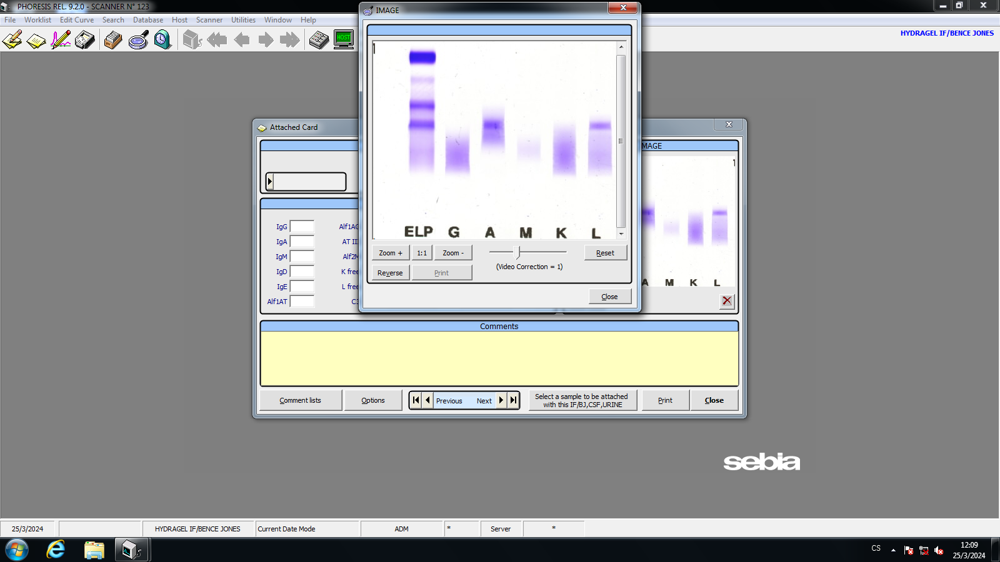 PHORESIS REL. 9.2.0 - SCANNER N° 123
File Worklist Edit Curve Search Database Host Scanner Utilities Window Help
HOST
HYDRAGEL IF/BENCE JONES
IMAGE
1
ELP G A M K L
Zoom + 1:1 Zoom - Reset
(Video Correction = 1)
Reverse Print
Close
Attached Card
MAGE
1
IgG Alf1AG
IgA AT III
IgM Alf2M
IgD K free
IgE L free
Alf1AT C3
A M K L
Comments
Comment lists Options Previous Next Select a sample to be attached
with this IF/BJ,CSF,URINE
Print Close
sebia
25/3/2024 HYDRAGEL IF/BENCE JONES Current Date Mode ADM * Server *
CS
12:09
25/3/2024